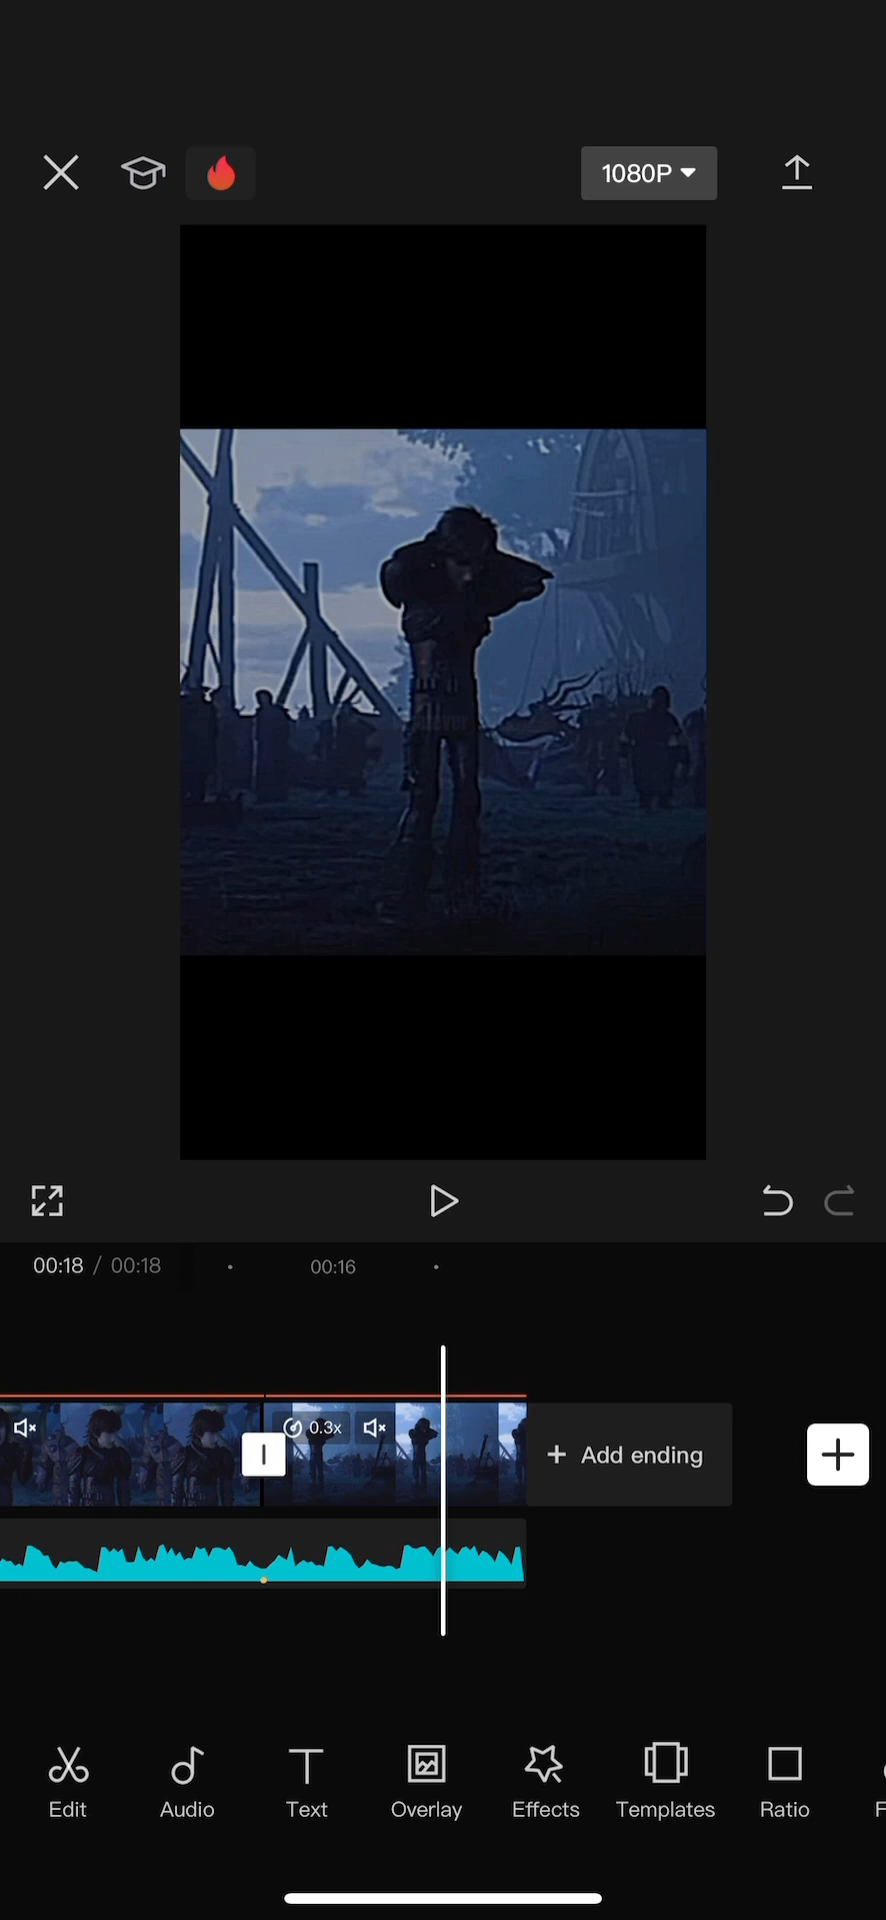 1080P
00:18 / 00:18
00:16
0.3x
+ Add ending
Edit
Audio
Text
Overlay
Effects
Templates
Ratio
F